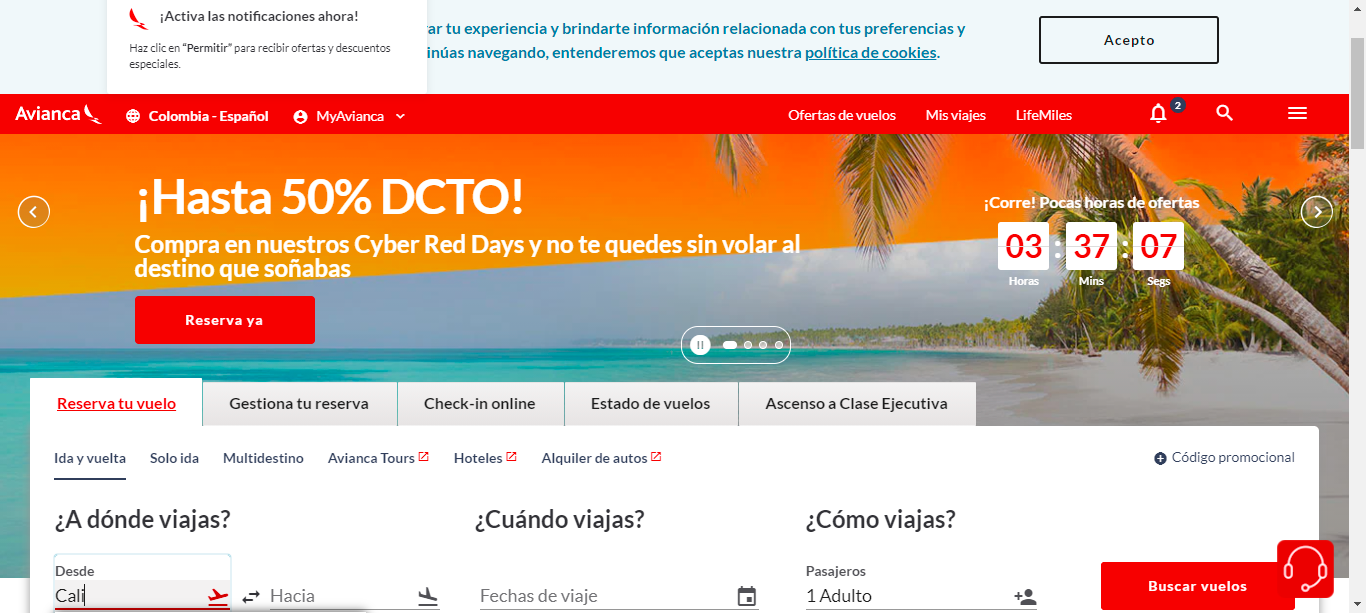 ¡Activa las notificaciones ahora!
Haz clic en “Permitir” para recibir ofertas y descuentos
especiales.
tu experiencia y brindarte información relacionada con tus preferencias y
navegando, entenderemos que aceptas nuestra política de cookies.
Acepto
Avianca
Colombia - Español
MyAvianca
Ofertas de vuelos
Mis viajes
LifeMiles
2
¡Hasta 50% DCTO!
Compra en nuestros Cyber Red Days y no te quedes sin volar al
destino que soñabas
Reserva ya
¡Corre! Pocas horas de ofertas
03 : 37 : 07
Horas Mins Segs
Reserva tu vuelo
Gestiona tu reserva
Check-in online
Estado de vuelos
Ascenso a Clase Ejecutiva
Ida y vuelta
Solo ida
Multidestino
Avianca Tours
Hoteles
Alquiler de autos
Código promocional
¿A dónde viajas?
¿Cuándo viajas?
¿Cómo viajas?
Desde
Cali
Hacia
Fechas de viaje
Pasajeros
1 Adulto
Buscar vuelos